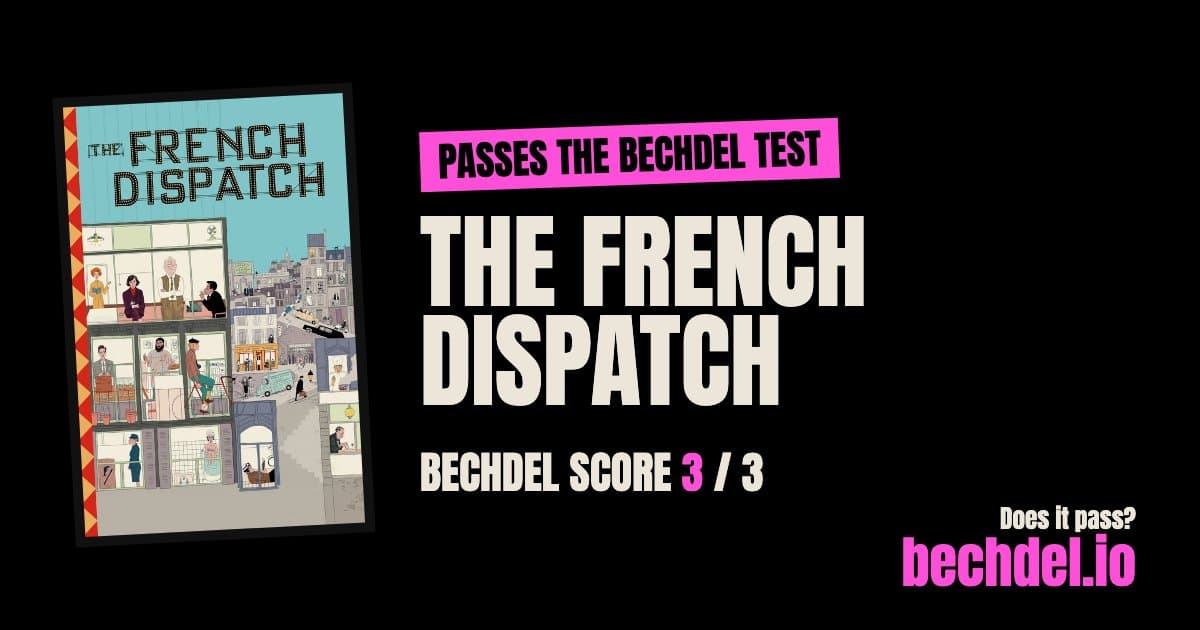 THE FRENCH
DISPATCH
PASSES THE BECHDEL TEST
THE FRENCH
DISPATCH
BECHDEL SCORE 3 / 3
Does it pass?
bechdel.io